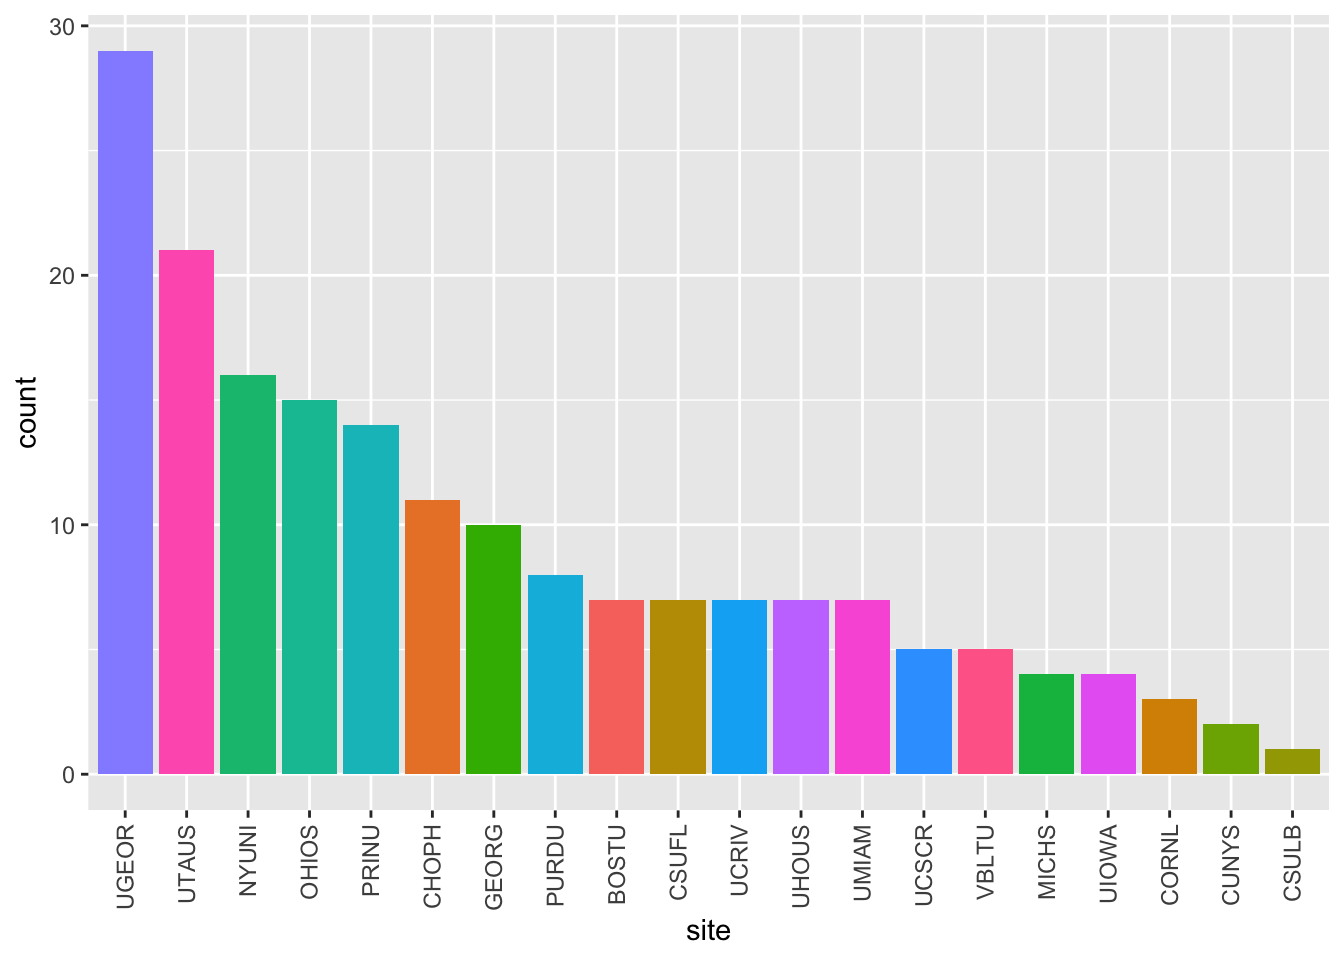 30
20
10
0
count
UGEOR
UTAUS
NYUNI
OHIOS
PRINU
CHOPH
GEORG
PURDU
BOSTU
CSUFL
UCRIV
UHOUS
UMIAM
UCSCR
VBLTU
MICHS
UIOWA
CORNL
CUNYS
CSULB
site